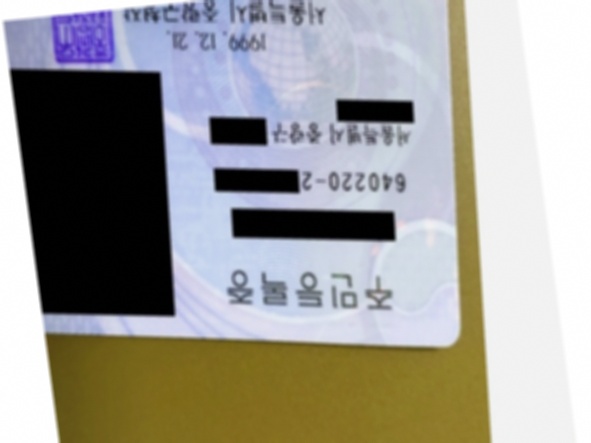 주민등록증
640220-2
서울특별시 중랑구
1999. 12. 21.
서울특별시 중랑구청장